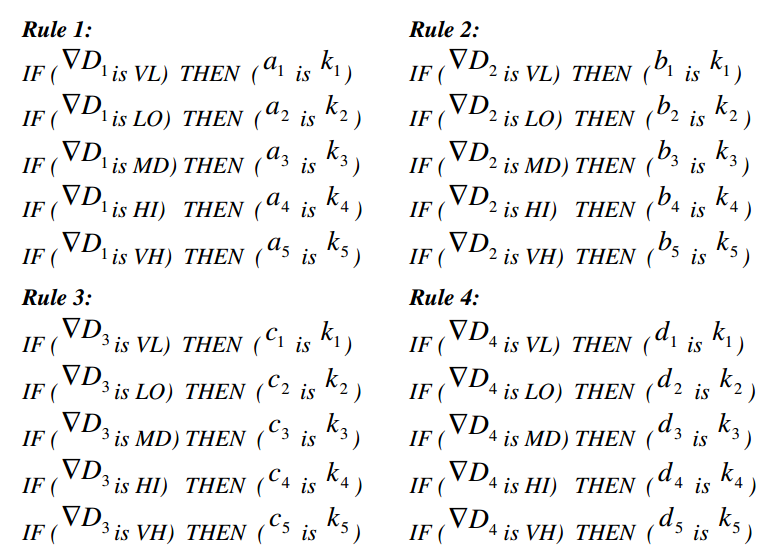 Rule 1:
IF ( ∇D₁ is VL) THEN ( a₁ is k₁ )
IF ( ∇D₁ is LO) THEN ( a₂ is k₂ )
IF ( ∇D₁ is MD) THEN ( a₃ is k₃ )
IF ( ∇D₁ is HI) THEN ( a₄ is k₄ )
IF ( ∇D₁ is VH) THEN ( a₅ is k₅ )
Rule 2:
IF ( ∇D₂ is VL) THEN ( b₁ is k₁ )
IF ( ∇D₂ is LO) THEN ( b₂ is k₂ )
IF ( ∇D₂ is MD) THEN ( b₃ is k₃ )
IF ( ∇D₂ is HI) THEN ( b₄ is k₄ )
IF ( ∇D₂ is VH) THEN ( b₅ is k₅ )
Rule 3:
IF ( ∇D₃ is VL) THEN ( c₁ is k₁ )
IF ( ∇D₃ is LO) THEN ( c₂ is k₂ )
IF ( ∇D₃ is MD) THEN ( c₃ is k₃ )
IF ( ∇D₃ is HI) THEN ( c₄ is k₄ )
IF ( ∇D₃ is VH) THEN ( c₅ is k₅ )
Rule 4:
IF ( ∇D₄ is VL) THEN ( d₁ is k₁ )
IF ( ∇D₄ is LO) THEN ( d₂ is k₂ )
IF ( ∇D₄ is MD) THEN ( d₃ is k₃ )
IF ( ∇D₄ is HI) THEN ( d₄ is k₄ )
IF ( ∇D₄ is VH) THEN ( d₅ is k₅ )